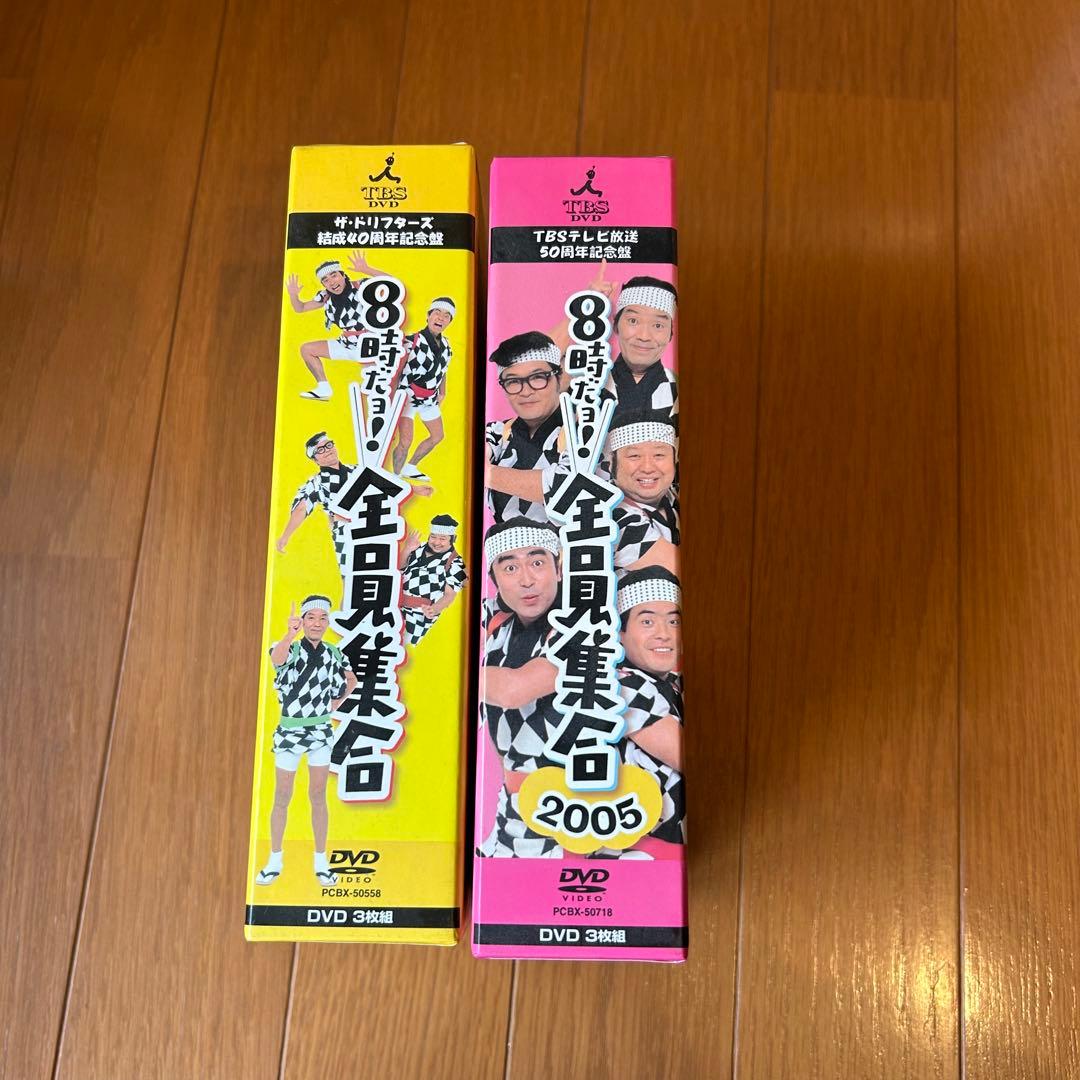 TBS
DVD
ザ・ドリフターズ
結成40周年記念盤
8時だョ!
全員集合
DVD
VIDEO
PCBX-50558
DVD 3枚組
TBS
DVD
TBSテレビ放送
50周年記念盤
8時だョ!
全員集合
2005
DVD
VIDEO
PCBX-50718
DVD 3枚組